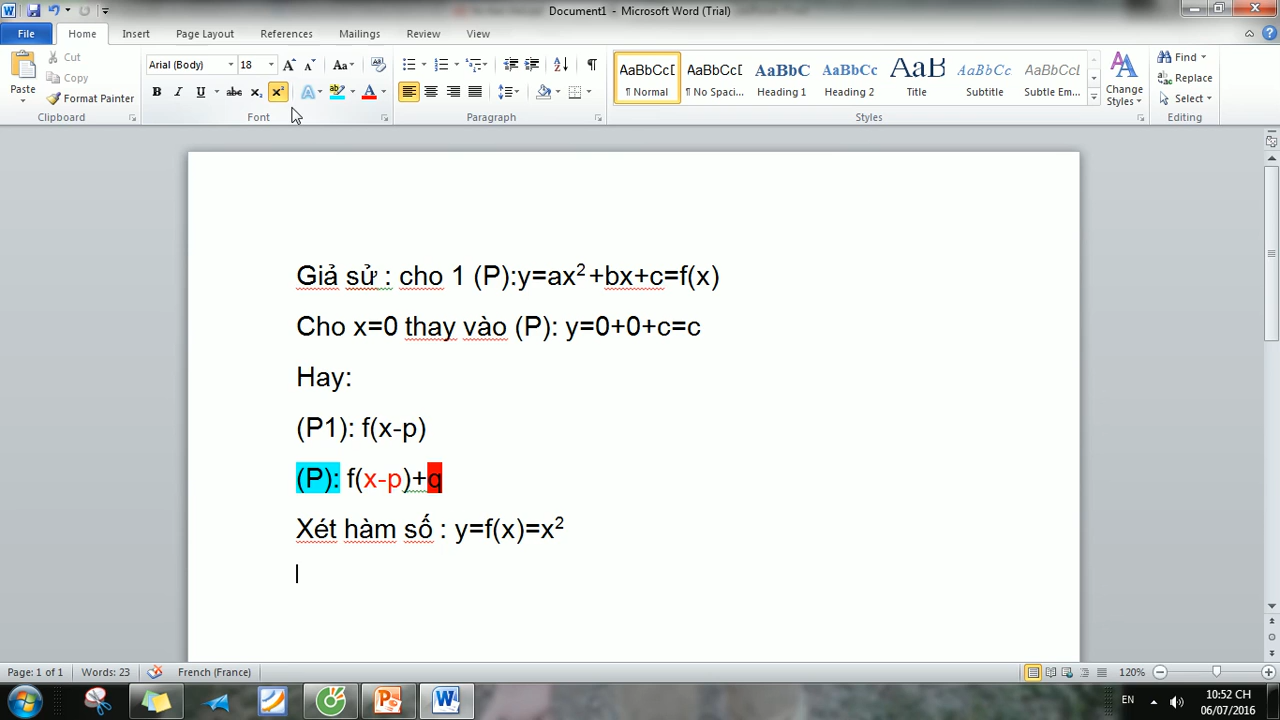 Document1 - Microsoft Word (Trial)
File Home Insert Page Layout References Mailings Review View
Paste
Cut
Copy
Format Painter
Clipboard
Arial (Body) 18
Font
Paragraph
AaBbCcD AaBbCcD AaBbC AaBbCc AaB AaBbCc AaBbCcD
¶ Normal ¶ No Spaci... Heading 1 Heading 2 Title Subtitle Subtle Em...
Change Styles
Styles
Find
Replace
Select
Editing
Giả sử : cho 1 (P):y=ax²+bx+c=f(x)
Cho x=0 thay vào (P): y=0+0+c=c
Hay:
(P1): f(x-p)
(P): f(x-p)+q
Xét hàm số : y=f(x)=x²
Page: 1 of 1 Words: 23 French (France) 120%
EN 10:52 CH
06/07/2016